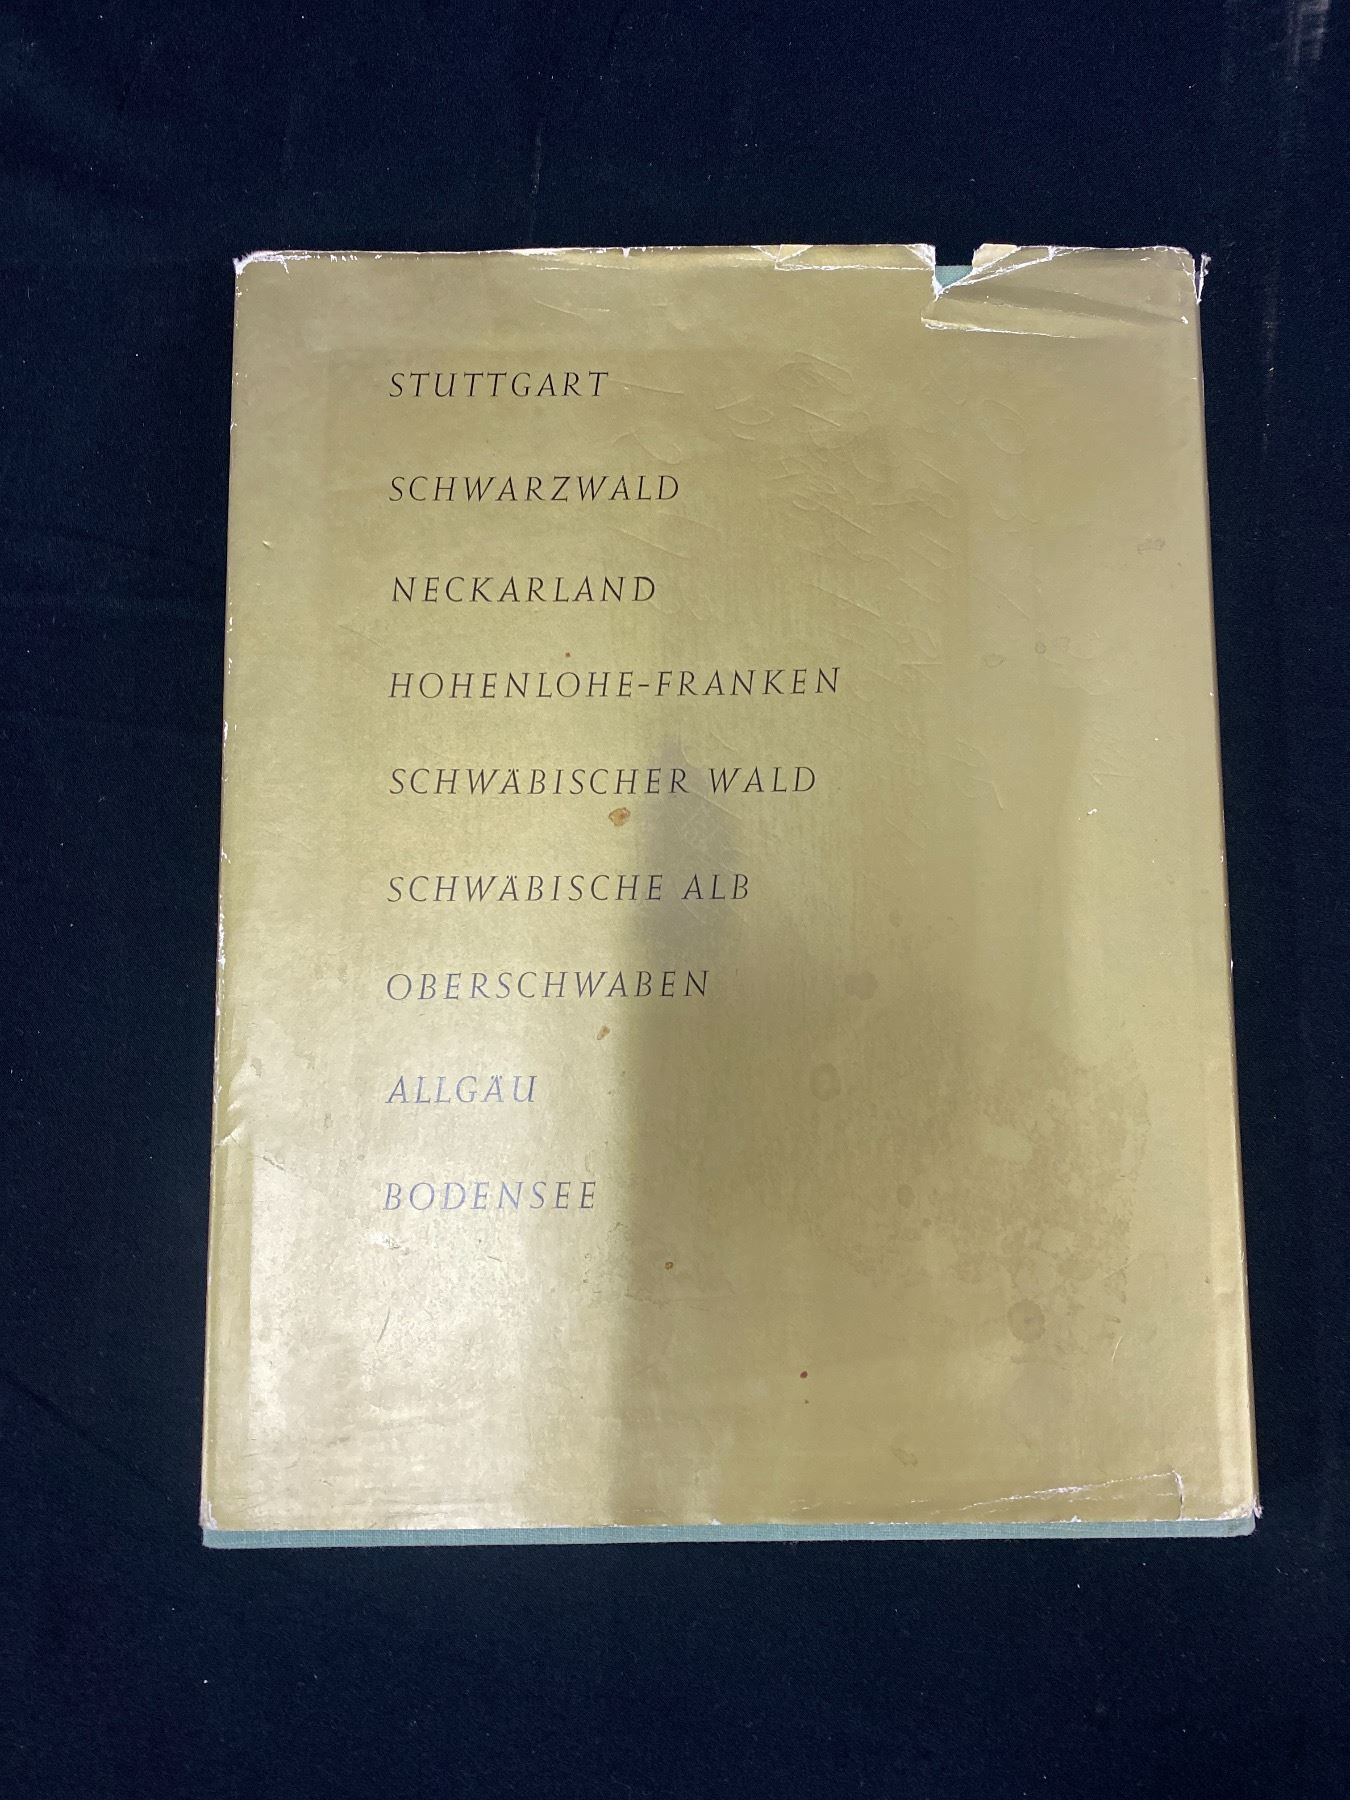 STUTTGART
SCHWARZWALD
NECKARLAND
HOHENLOHE-FRANKEN
SCHWÄBISCHER WALD
SCHWÄBISCHE ALB
OBERSCHWABEN
ALLGÄU
BODENSEE